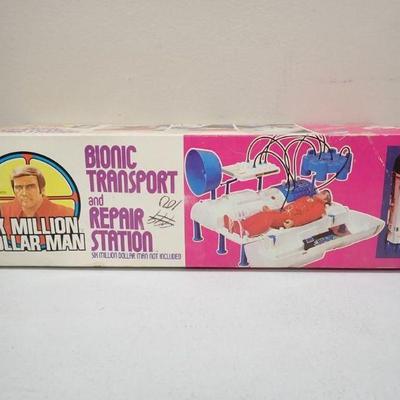 X MILLION
OLLAR MAN
BIONIC
TRANSPORT
and
REPAIR
STATION
SIX MILLION DOLLAR MAN NOT INCLUDED